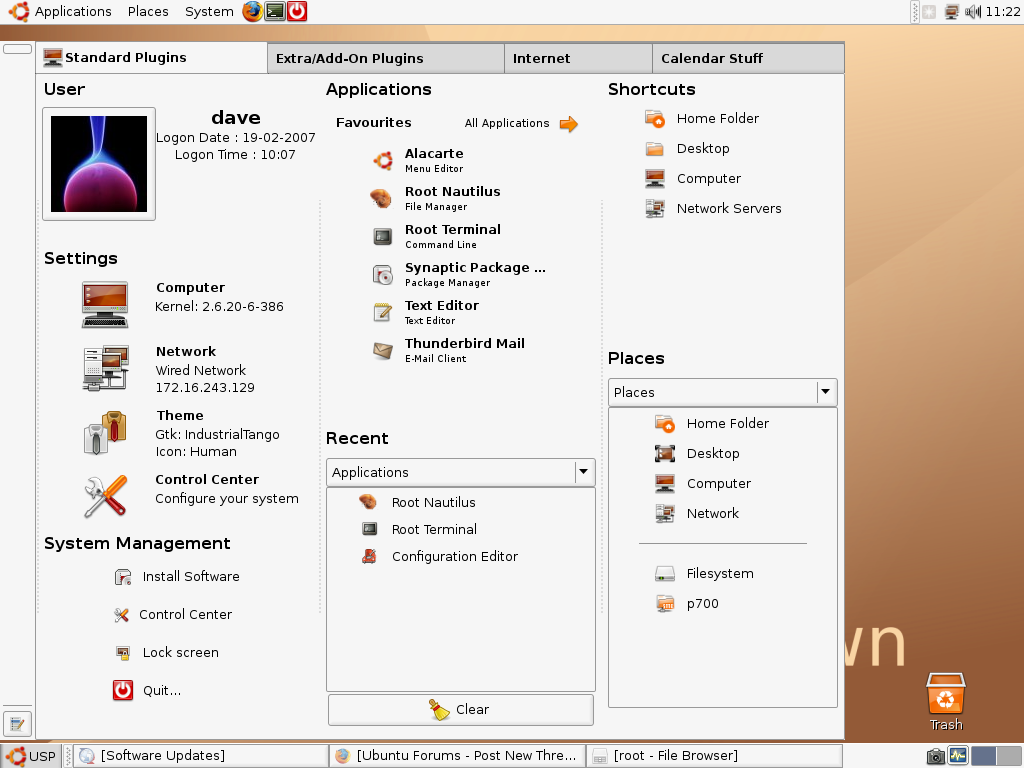 Applications Places System 11:22
Standard Plugins
Extra/Add-On Plugins
Internet
Calendar Stuff
User
dave
Logon Date : 19-02-2007
Logon Time : 10:07
Settings
Computer
Kernel: 2.6.20-6-386
Network
Wired Network
172.16.243.129
Theme
Gtk: IndustrialTango
Icon: Human
Control Center
Configure your system
System Management
Install Software
Control Center
Lock screen
Quit...
Applications
Favourites
All Applications
Alacarte
Menu Editor
Root Nautilus
File Manager
Root Terminal
Command Line
Synaptic Package ...
Package Manager
Text Editor
Text Editor
Thunderbird Mail
E-Mail Client
Recent
Applications
Root Nautilus
Root Terminal
Configuration Editor
Clear
Shortcuts
Home Folder
Desktop
Computer
Network Servers
Places
Places
Home Folder
Desktop
Computer
Network
Filesystem
p700
wn
Trash
USP
[Software Updates]
[Ubuntu Forums - Post New Thre...
[root - File Browser]